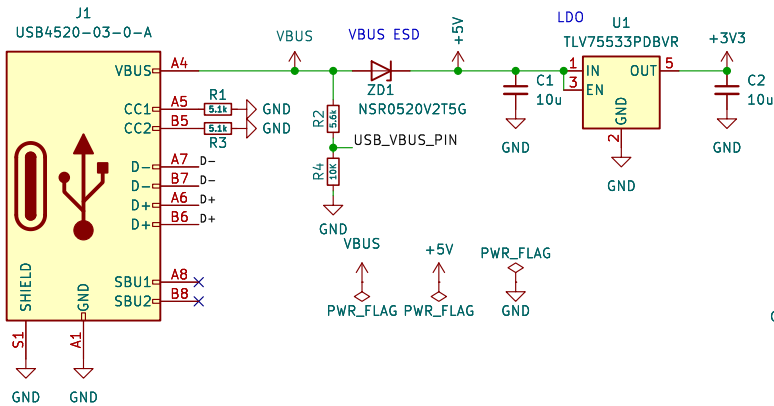 J1
USB4520-03-0-A
VBUS
A4
CC1
A5
R1
5.1k
GND
CC2
B5
5.1k
R3
GND
D-
A7
D-
D-
B7
D-
D+
A6
D+
D+
B6
D+
SBU1
A8
SBU2
B8
SHIELD
GND
S1
A1
GND
GND
VBUS
VBUS ESD
+5V
ZD1
NSR0520V2T5G
R2
5.6k
USB_VBUS_PIN
R4
10K
GND
C1
10u
GND
LDO
U1
TLV75533PDBVR
1
IN
3
EN
OUT
5
GND
2
GND
+3V3
C2
10u
GND
VBUS
PWR_FLAG
+5V
PWR_FLAG
PWR_FLAG
GND